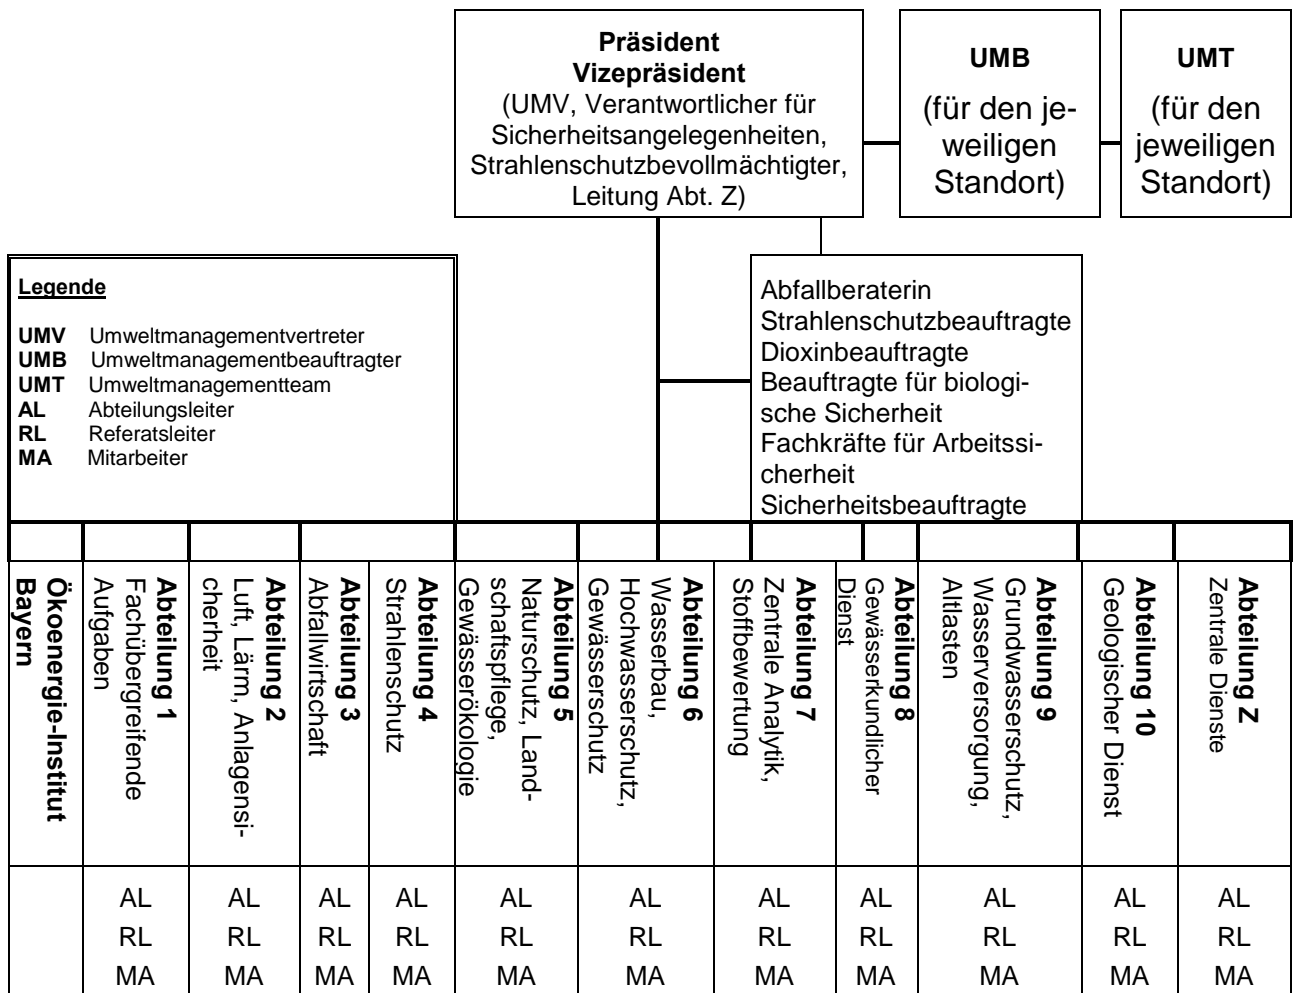 Präsident
Vizepräsident
(UMV, Verantwortlicher für
Sicherheitsangelegenheiten,
Strahlenschutzbevollmächtigter,
Leitung Abt. Z)
UMB
(für den je-
weiligen
Standort)
UMT
(für den
jeweiligen
Standort)
Legende
UMV Umweltmanagementvertreter
UMB Umweltmanagementbeauftragter
UMT Umweltmanagementteam
AL Abteilungsleiter
RL Referatsleiter
MA Mitarbeiter
Abfallberaterin
Strahlenschutzbeauftragte
Dioxinbeauftragte
Beauftragte für biologi-
sche Sicherheit
Fachkräfte für Arbeitssi-
cherheit
Sicherheitsbeauftragte
Ökoenergie-Institut
Bayern
Abteilung 1
Fachübergreifende
Aufgaben
Abteilung 2
Luft, Lärm, Anlagensi-
cherheit
Abteilung 3
Abfallwirtschaft
Abteilung 4
Strahlenschutz
Abteilung 5
Naturschutz, Land-
schaftspflege,
Gewässerökologie
Abteilung 6
Wasserbau,
Hochwasserschutz,
Gewässerschutz
Abteilung 7
Zentrale Analytik,
Stoffbewertung
Abteilung 8
Gewässerkundlicher
Dienst
Abteilung 9
Grundwasserschutz,
Wasserversorgung,
Altlasten
Abteilung 10
Geologischer Dienst
Abteilung Z
Zentrale Dienste
AL AL AL AL AL AL AL AL AL AL AL
RL RL RL RL RL RL RL RL RL RL RL
MA MA MA MA MA MA MA MA MA MA MA